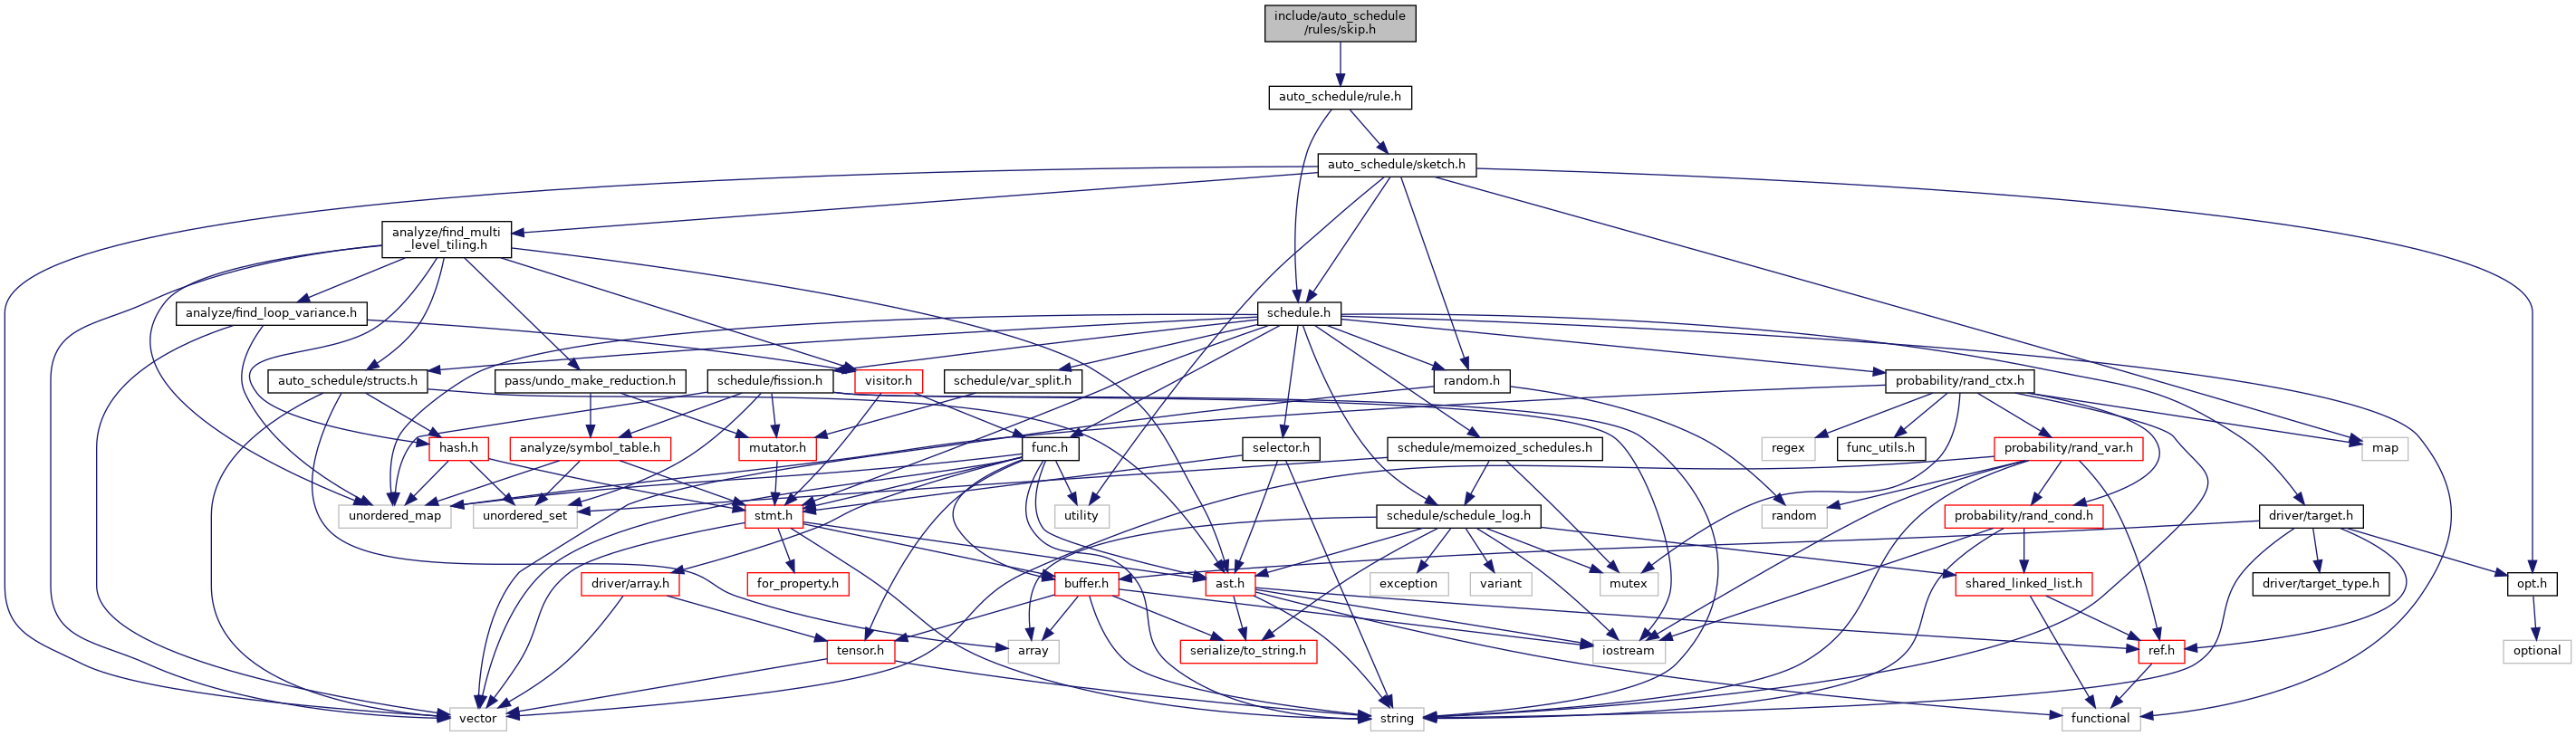 include/auto_schedule
/rules/skip.h
auto_schedule/rule.h
auto_schedule/sketch.h
analyze/find_multi
_level_tiling.h
analyze/find_loop_variance.h
schedule.h
auto_schedule/structs.h
pass/undo_make_reduction.h
schedule/fission.h
visitor.h
schedule/var_split.h
random.h
probability/rand_ctx.h
hash.h
analyze/symbol_table.h
mutator.h
func.h
selector.h
schedule/memoized_schedules.h
regex
func_utils.h
probability/rand_var.h
map
unordered_map
unordered_set
stmt.h
utility
schedule/schedule_log.h
random
probability/rand_cond.h
driver/target.h
driver/array.h
for_property.h
buffer.h
ast.h
exception
variant
mutex
shared_linked_list.h
driver/target_type.h
opt.h
tensor.h
array
serialize/to_string.h
iostream
ref.h
optional
vector
string
functional